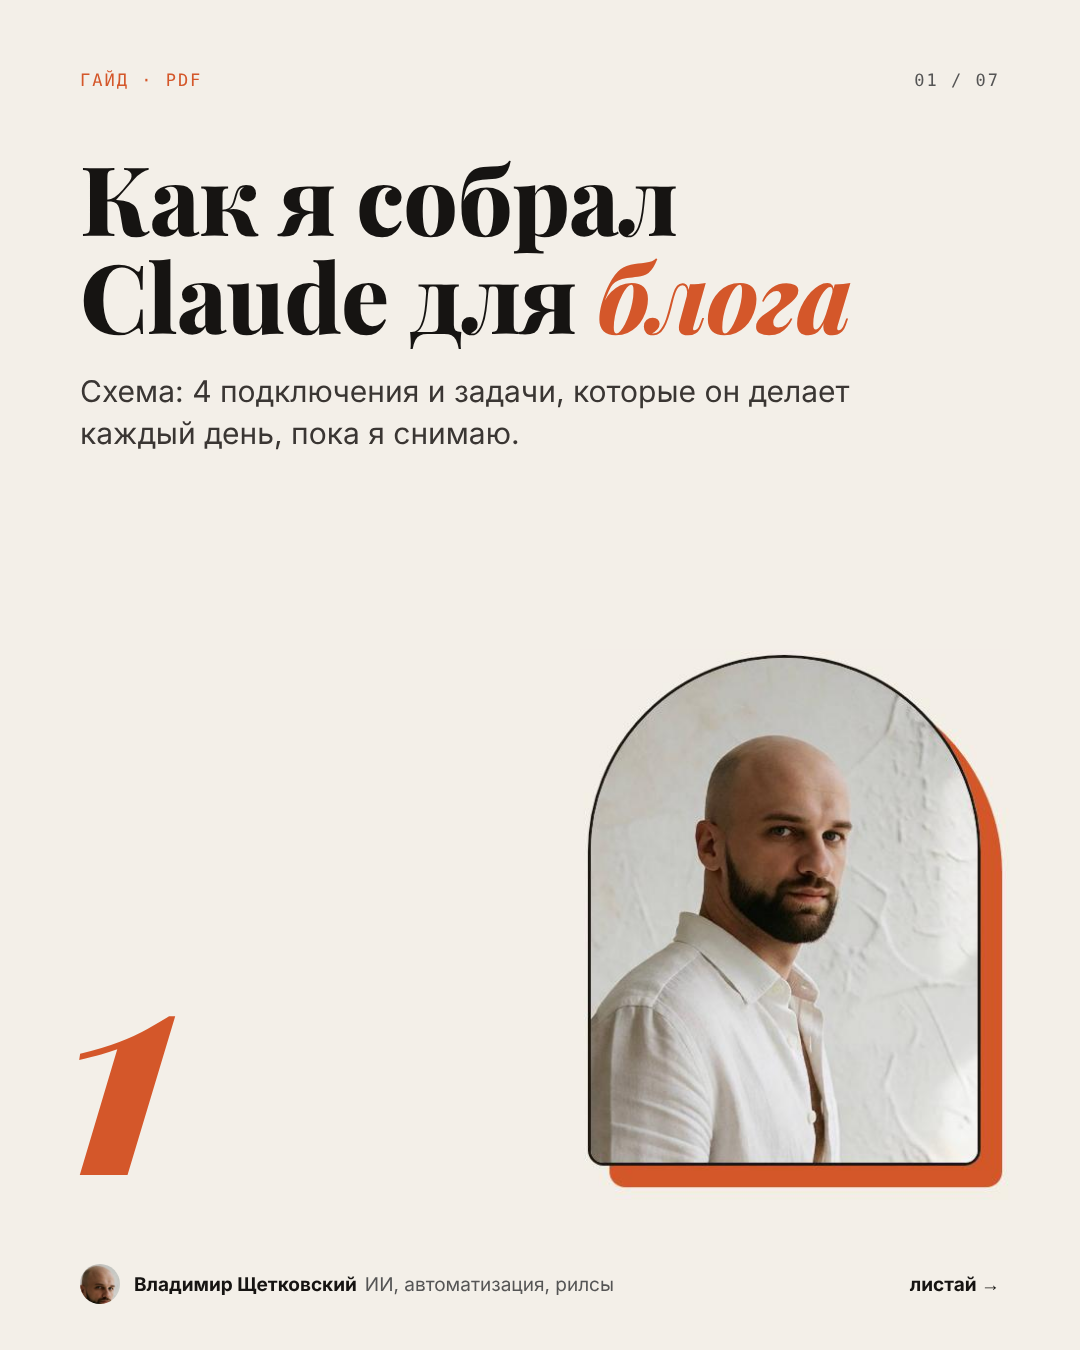 ГАЙД · PDF
01 / 07
Как я собрал
Claude для блога
Схема: 4 подключения и задачи, которые он делает
каждый день, пока я снимаю.
1
Владимир Щетковский ИИ, автоматизация, рилсы
листай →